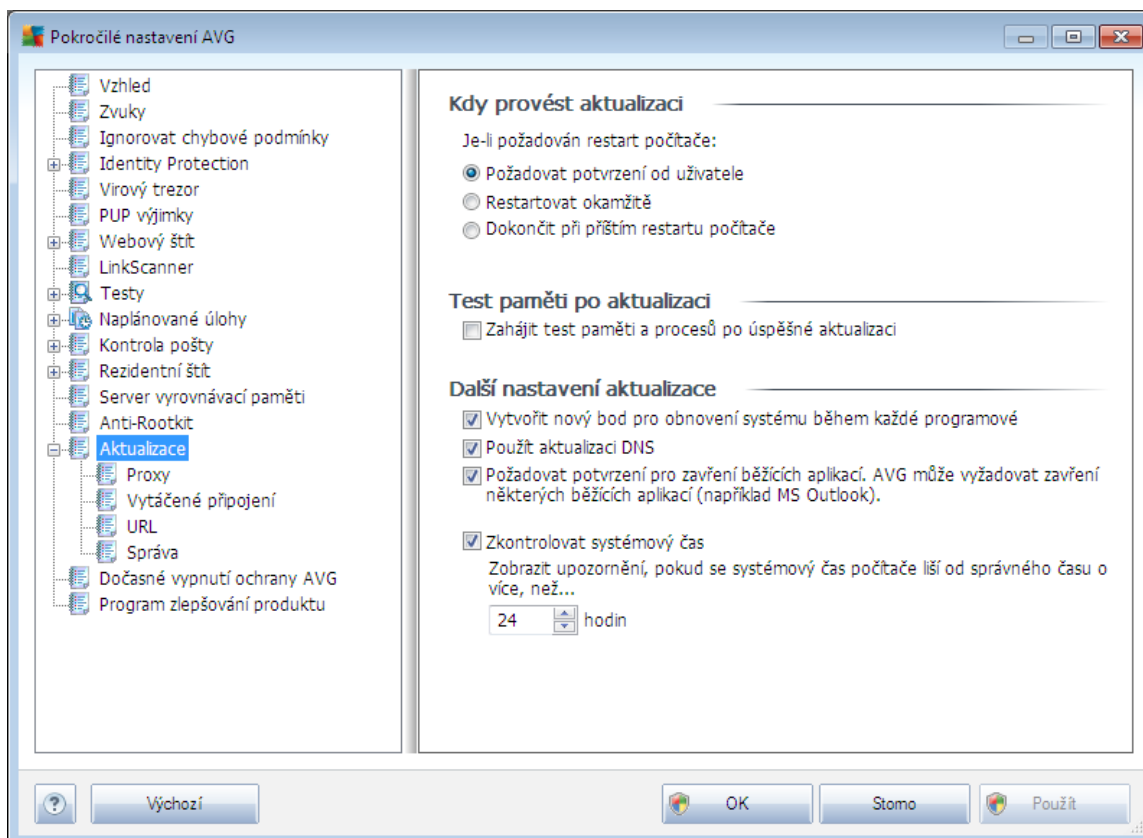 Pokročilé nastavení AVG
Vzhled
Zvuky
Ignorovat chybové podmínky
Identity Protection
Virový trezor
PUP výjimky
Webový štít
LinkScanner
Testy
Naplánované úlohy
Kontrola pošty
Rezidentní štít
Server vyrovnávací paměti
Anti-Rootkit
Aktualizace
Proxy
Vytáčené připojení
URL
Správa
Dočasné vypnutí ochrany AVG
Program zlepšování produktu
Kdy provést aktualizaci
Je-li požadován restart počítače:
Požadovat potvrzení od uživatele
Restartovat okamžitě
Dokončit při příštím restartu počítače
Test paměti po aktualizaci
Zahájit test paměti a procesů po úspěšné aktualizaci
Další nastavení aktualizace
Vytvořit nový bod pro obnovení systému během každé programové
Použít aktualizaci DNS
Požadovat potvrzení pro zavření běžících aplikací. AVG může vyžadovat zavření
některých běžících aplikací (například MS Outlook).
Zkontrolovat systémový čas
Zobrazit upozornění, pokud se systémový čas počítače liší od správného času o
více, než...
24 hodin
? Výchozí OK Stomo Použít